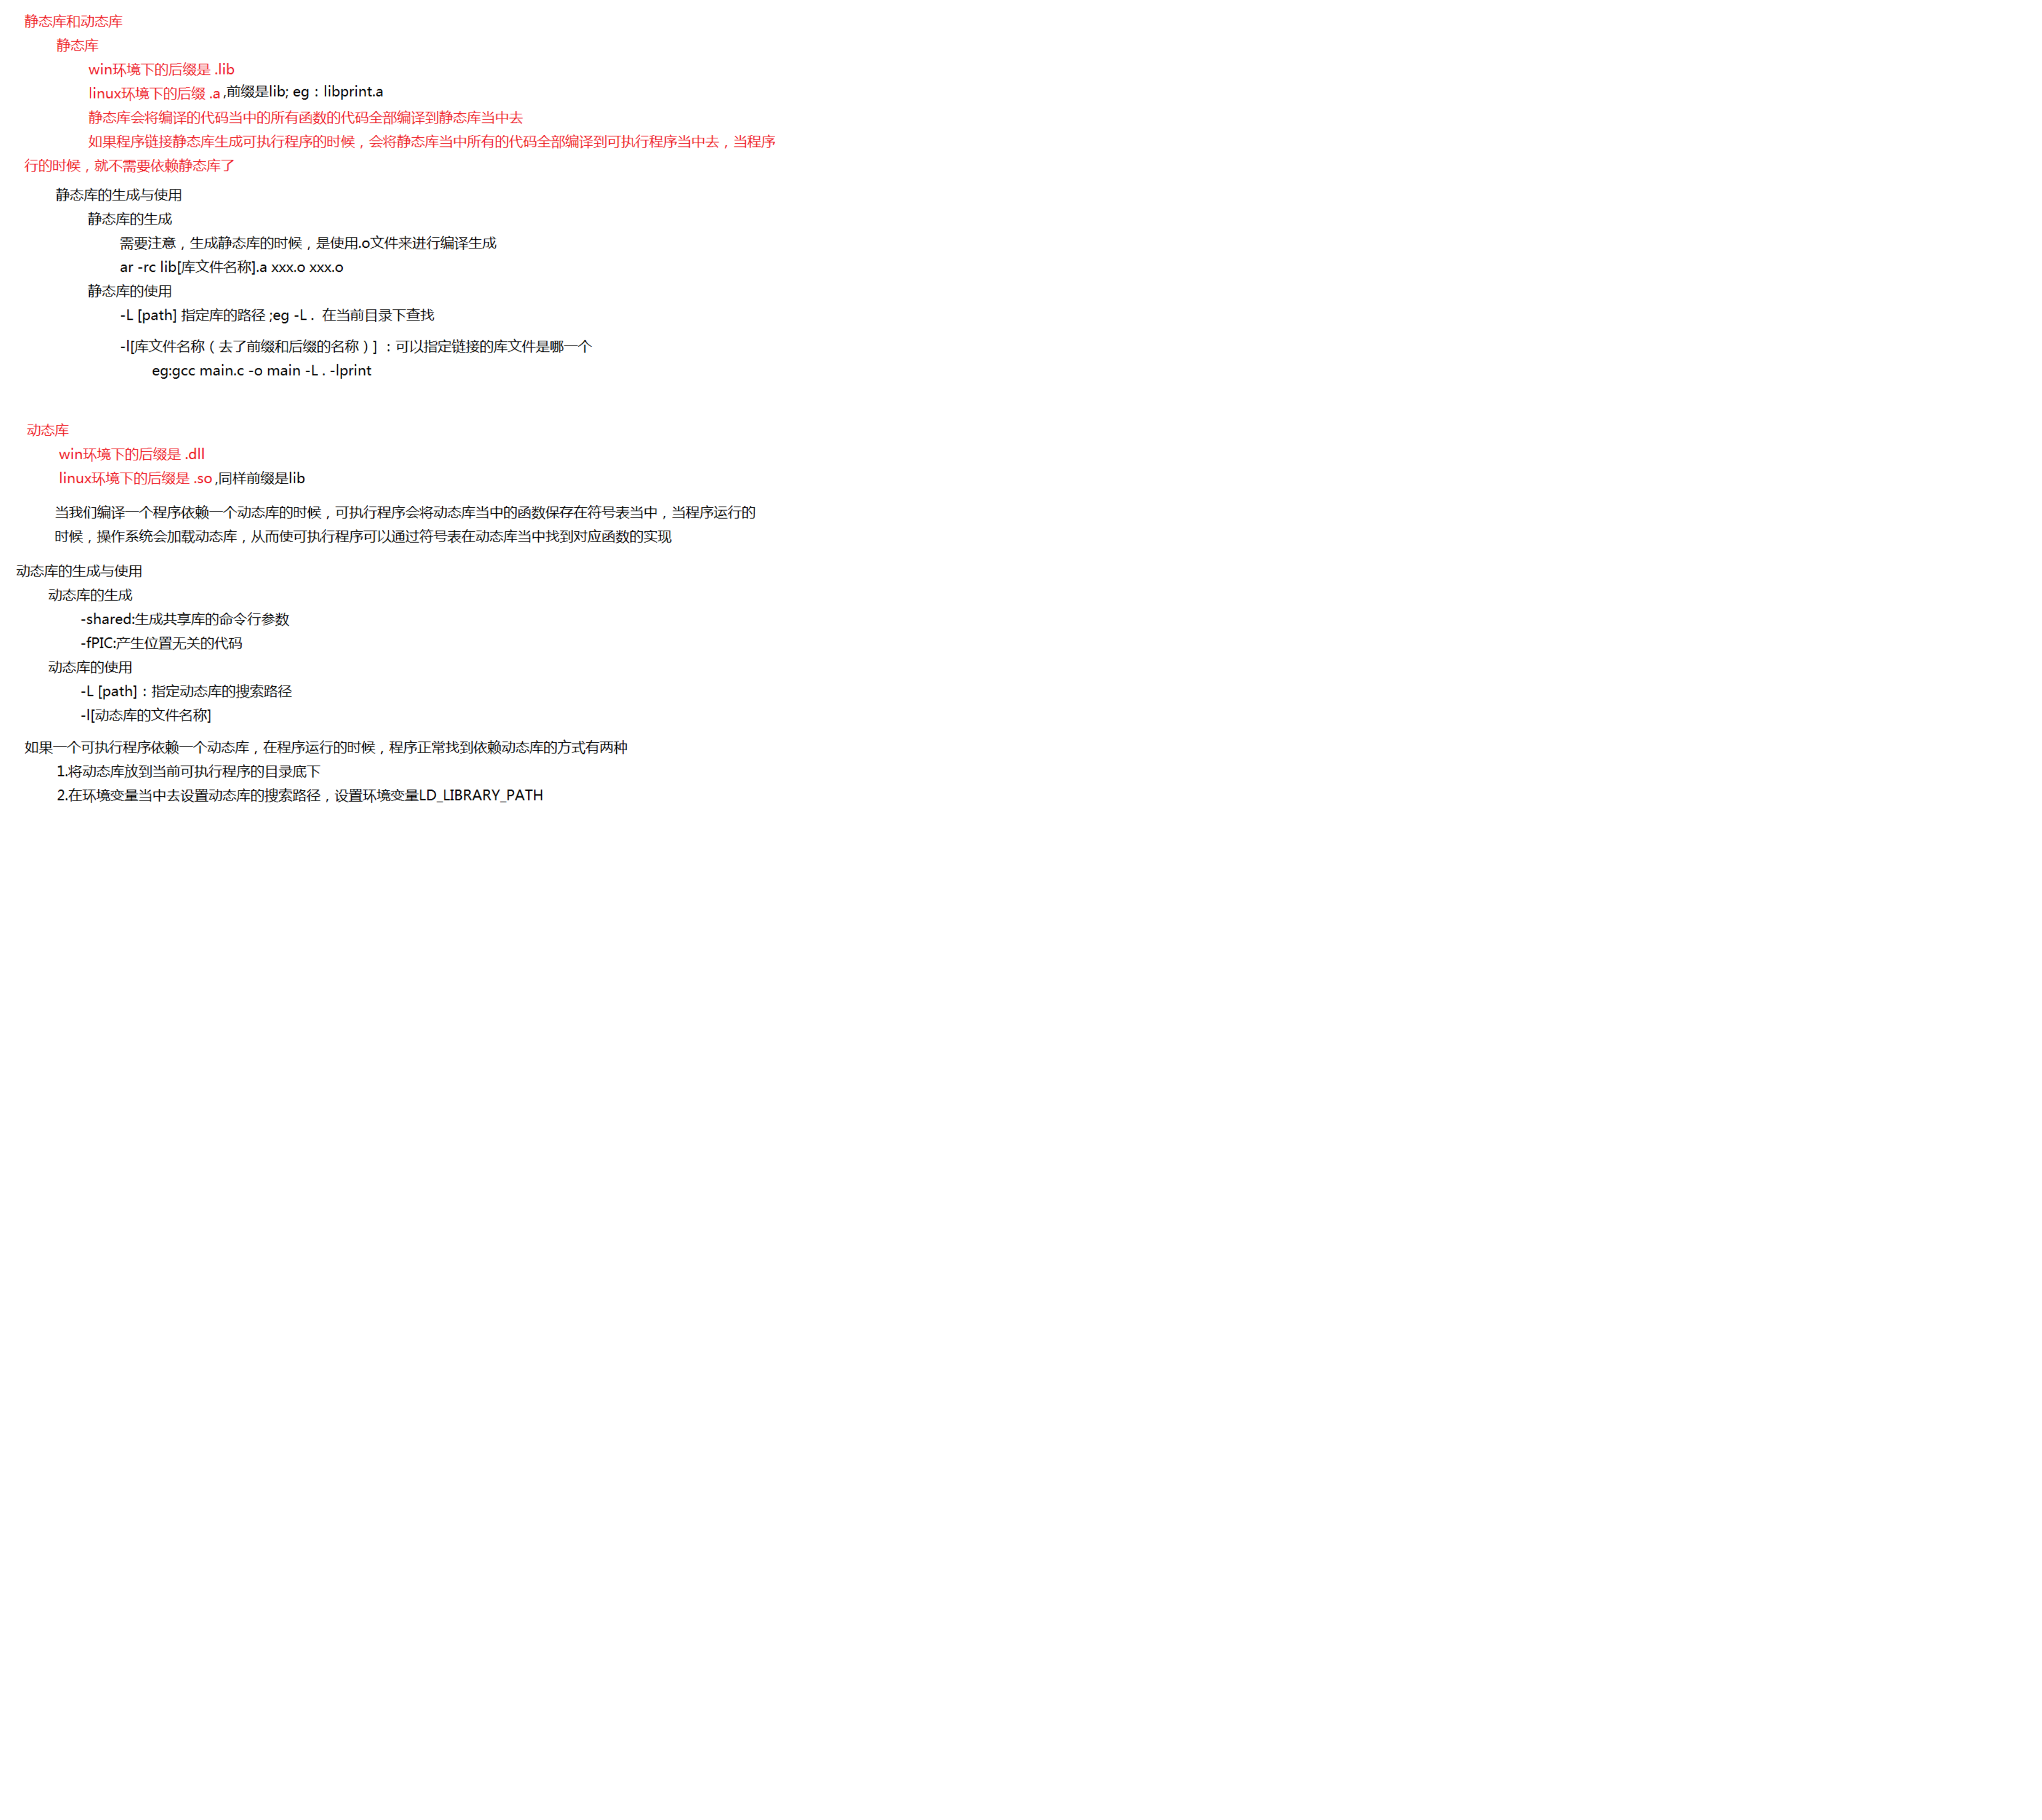 静态库和动态库
静态库
win环境下的后缀是 .lib
linux环境下的后缀 .a ,前缀是lib; eg：libprint.a
静态库会将编译的代码当中的所有函数的代码全部编译到静态库当中去
如果程序链接静态库生成可执行程序的时候，会将静态库当中所有的代码全部编译到可执行程序当中去，当程序
行的时候，就不需要依赖静态库了
静态库的生成与使用
静态库的生成
需要注意，生成静态库的时候，是使用.o文件来进行编译生成
ar -rc lib[库文件名称].a xxx.o xxx.o
静态库的使用
-L [path] 指定库的路径 ;eg -L .  在当前目录下查找
-l[库文件名称（去了前缀和后缀的名称）] ：可以指定链接的库文件是哪一个
eg:gcc main.c -o main -L . -lprint
动态库
win环境下的后缀是 .dll
linux环境下的后缀是 .so ,同样前缀是lib
当我们编译一个程序依赖一个动态库的时候，可执行程序会将动态库当中的函数保存在符号表当中，当程序运行的
时候，操作系统会加载动态库，从而使可执行程序可以通过符号表在动态库当中找到对应函数的实现
动态库的生成与使用
动态库的生成
-shared:生成共享库的命令行参数
-fPIC:产生位置无关的代码
动态库的使用
-L [path]：指定动态库的搜索路径
-l[动态库的文件名称]
如果一个可执行程序依赖一个动态库，在程序运行的时候，程序正常找到依赖动态库的方式有两种
1.将动态库放到当前可执行程序的目录底下
2.在环境变量当中去设置动态库的搜索路径，设置环境变量LD_LIBRARY_PATH